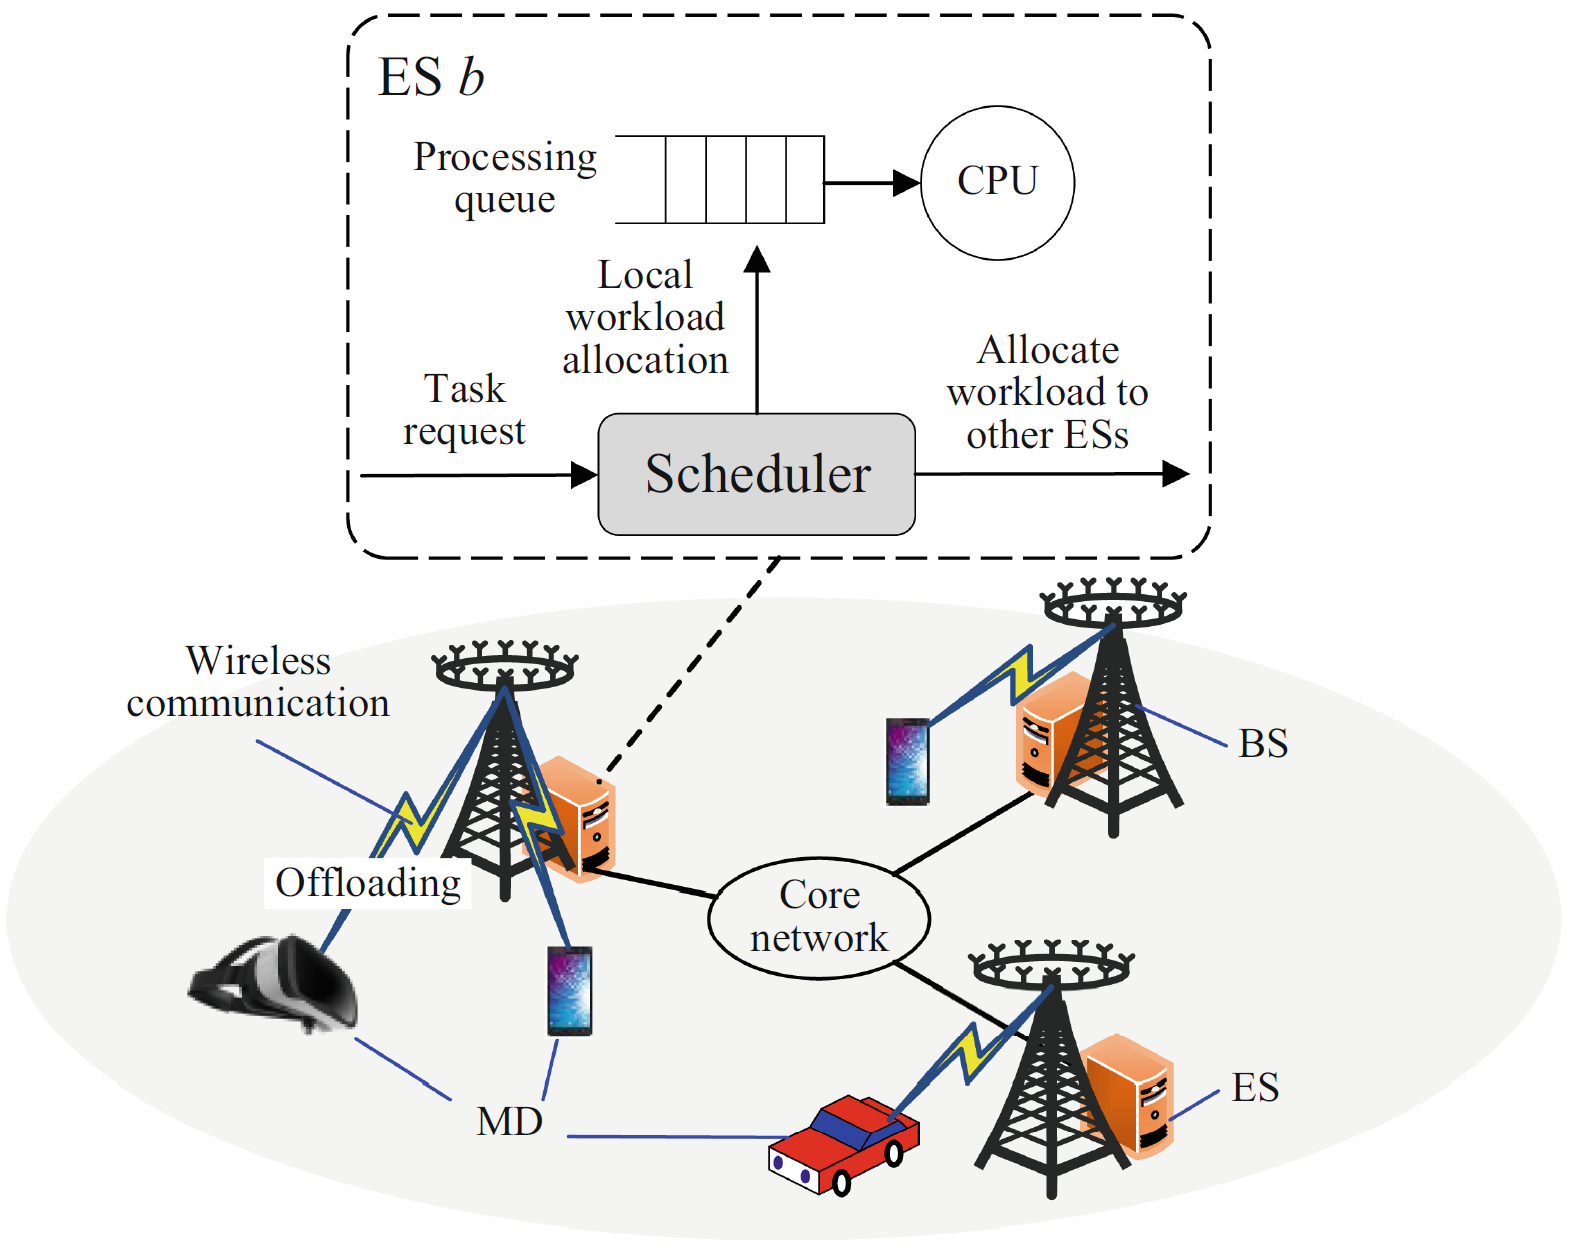 ES b
Processing
queue
CPU
Local
workload
allocation
Allocate
workload to
other ESs
Task
request
Scheduler
Wireless
communication
BS
Offloading
Core
network
ES
MD